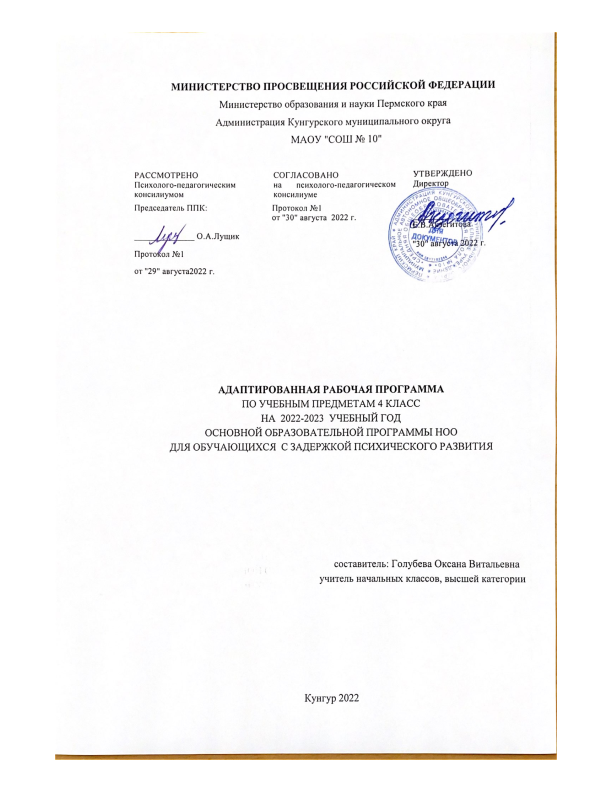 МИНИСТЕРСТВО ПРОСВЕЩЕНИЯ РОССИЙСКОЙ ФЕДЕРАЦИИ
Министерство образования и науки Пермского края
Администрация Кунгурского муниципального округа
МАОУ "СОШ № 10"
РАССМОТРЕНО
Психолого-педагогическим
консилиумом
Председатель ППК:
______________ О.А.Лущик
Протокол №1
от "29" августа2022 г.
СОГЛАСОВАНО
на психолого-педагогическом
консилиуме
Протокол №1
от "30" августа 2022 г.
УТВЕРЖДЕНО
Директор
ДЛЯ
ДОКУМЕНТОВ
"30" августа 2022 г.
АДАПТИРОВАННАЯ РАБОЧАЯ ПРОГРАММА
ПО УЧЕБНЫМ ПРЕДМЕТАМ 4 КЛАСС
НА 2022-2023 УЧЕБНЫЙ ГОД
ОСНОВНОЙ ОБРАЗОВАТЕЛЬНОЙ ПРОГРАММЫ НОО
ДЛЯ ОБУЧАЮЩИХСЯ С ЗАДЕРЖКОЙ ПСИХИЧЕСКОГО РАЗВИТИЯ
составитель: Голубева Оксана Витальевна
учитель начальных классов, высшей категории
Кунгур 2022